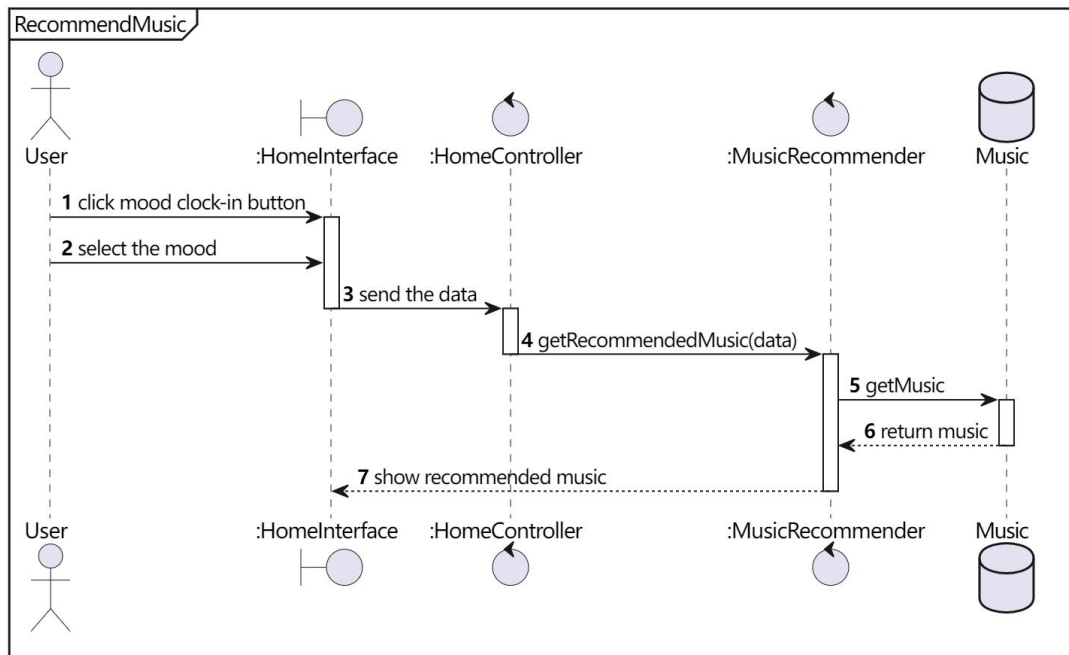 RecommendMusic
User
:HomeInterface
:HomeController
:MusicRecommender
Music
1 click mood clock-in button
2 select the mood
3 send the data
4 getRecommendedMusic(data)
5 getMusic
6 return music
7 show recommended music
User
:HomeInterface
:HomeController
:MusicRecommender
Music